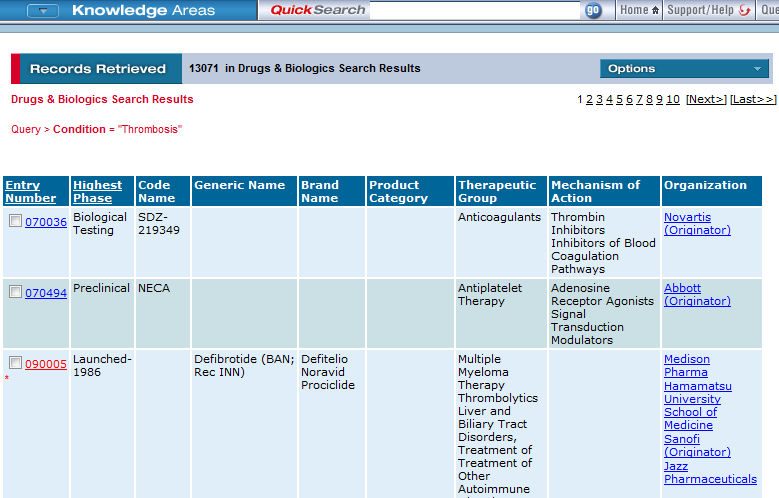 Knowledge Areas QuickSearch go Home Support/Help
Records Retrieved 13071 in Drugs & Biologics Search Results Options
Drugs & Biologics Search Results 1 2 3 4 5 6 7 8 9 10 [Next>] [Last>>]
Query > Condition = "Thrombosis"
Entry Number Highest Phase Code Name Generic Name Brand Name Product Category Therapeutic Group Mechanism of Action Organization
070036
Biological
Testing
SDZ-
219349
Anticoagulants
Thrombin
Inhibitors
Inhibitors of Blood
Coagulation
Pathways
Novartis
(Originator)
070494
Preclinical
NECA
Antiplatelet
Therapy
Adenosine
Receptor Agonists
Signal
Transduction
Modulators
Abbott
(Originator)
090005
*
Launched-
1986
Defibrotide (BAN;
Rec INN)
Defitelio
Noravid
Prociclide
Multiple
Myeloma
Therapy
Thrombolytics
Liver and
Biliary Tract
Disorders,
Treatment of
Treatment of
Other
Autoimmune
Medison
Pharma
Hamamatsu
University
School of
Medicine
Sanofi
(Originator)
Jazz
Pharmaceuticals